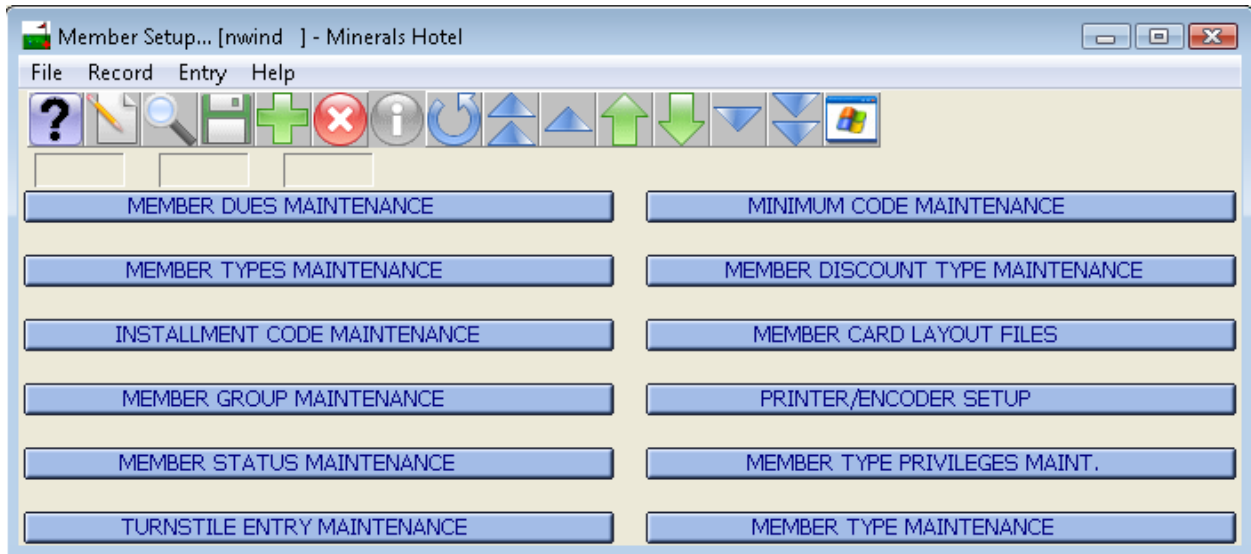 Member Setup... [nwind   ] - Minerals Hotel
File Record Entry Help
?
MEMBER DUES MAINTENANCE
MINIMUM CODE MAINTENANCE
MEMBER TYPES MAINTENANCE
MEMBER DISCOUNT TYPE MAINTENANCE
INSTALLMENT CODE MAINTENANCE
MEMBER CARD LAYOUT FILES
MEMBER GROUP MAINTENANCE
PRINTER/ENCODER SETUP
MEMBER STATUS MAINTENANCE
MEMBER TYPE PRIVILEGES MAINT.
TURNSTILE ENTRY MAINTENANCE
MEMBER TYPE MAINTENANCE